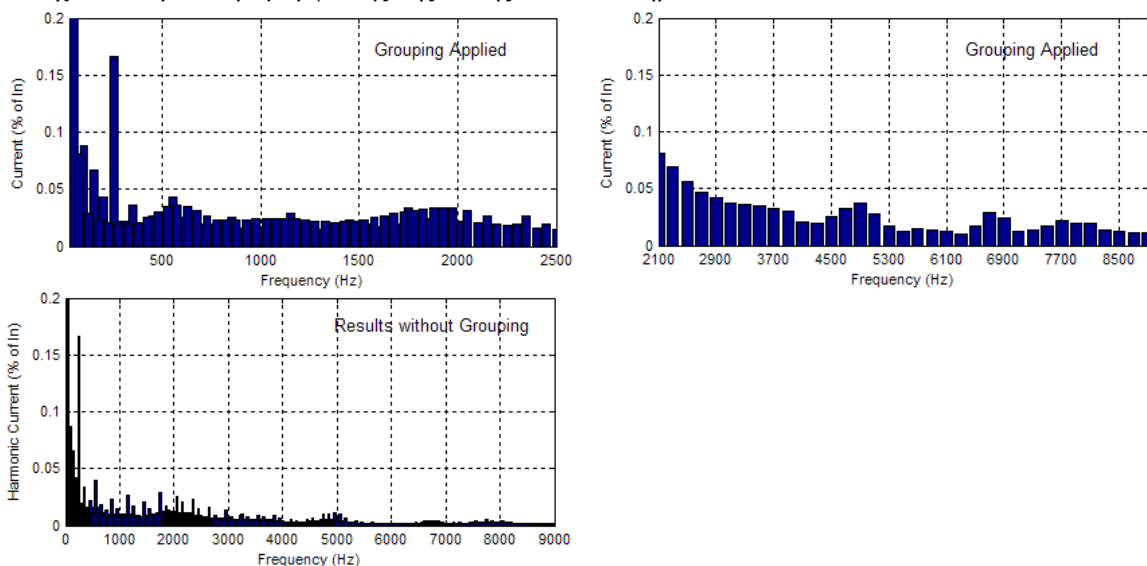 0.2
0.15
0.1
0.05
0
Current (% of In)
Grouping Applied
500 1000 1500 2000 2500
Frequency (Hz)
0.2
0.15
0.1
0.05
0
Current (% of In)
Grouping Applied
2100 2900 3700 4500 5300 6100 6900 7700 8500
Frequency (Hz)
0.2
0.15
0.1
0.05
0
Harmonic Current (% of In)
Results without Grouping
0 1000 2000 3000 4000 5000 6000 7000 8000 9000
Frequency (Hz)